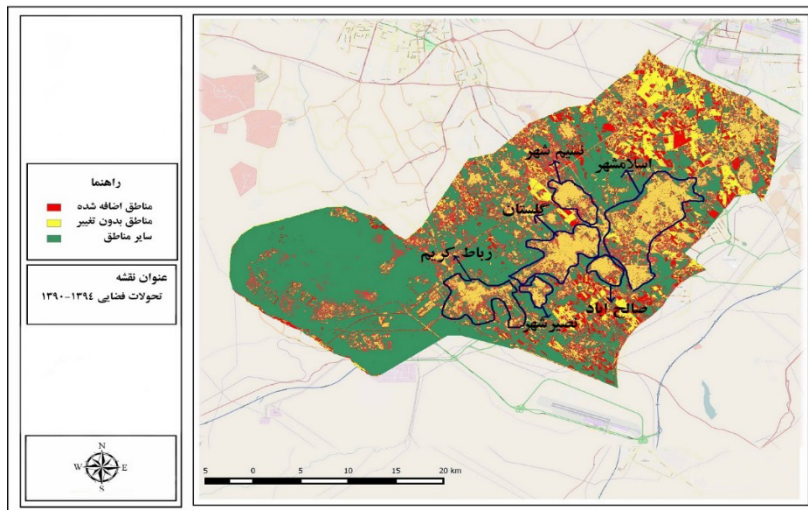 راهنما
مناطق اضافه شده
مناطق بدون تغییر
سایر مناطق
عنوان نقشه
تحولات فضایی ۱۳۹۴-۱۳۹۰
N
W E
S
نسیم شهر
اسلامشهر
گلستان
رباط کریم
صالح آباد
نصیرشهر
5 0 5 10 15 20 km